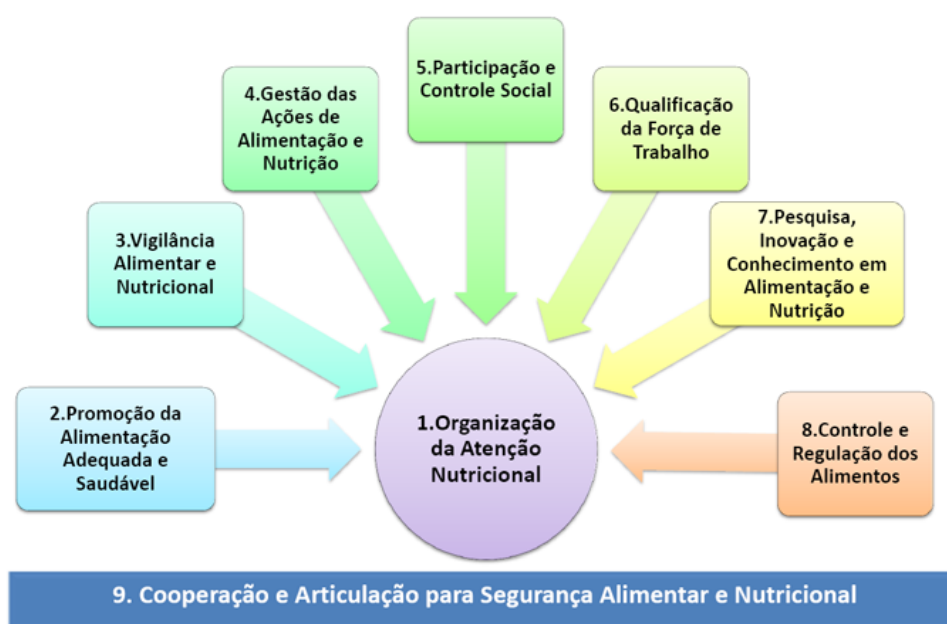 5.Participação e
Controle Social
4.Gestão das
Ações de
Alimentação e
Nutrição
6.Qualificação
da Força de
Trabalho
3.Vigilância
Alimentar e
Nutricional
7.Pesquisa,
Inovação e
Conhecimento em
Alimentação e
Nutrição
2.Promoção da
Alimentação
Adequada e
Saudável
1.Organização
da Atenção
Nutricional
8.Controle e
Regulação dos
Alimentos
9. Cooperação e Articulação para Segurança Alimentar e Nutricional